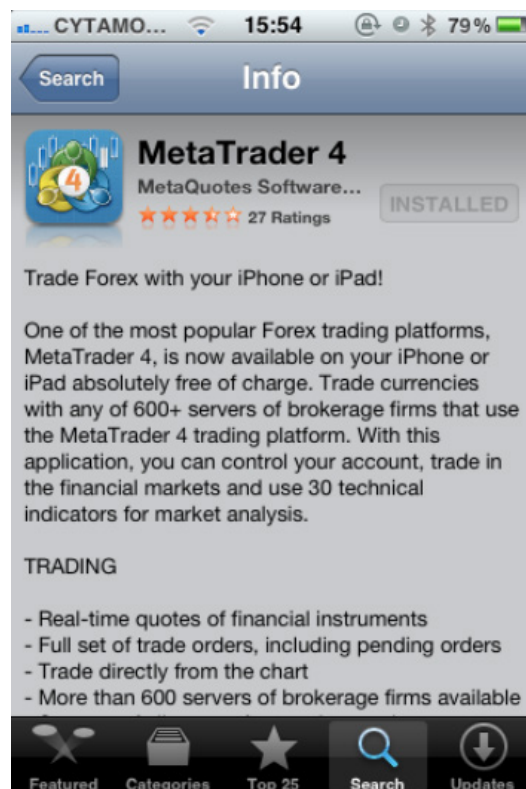 CYTAMO... 15:54 79%
Search Info
4
MetaTrader 4
MetaQuotes Software...
INSTALLED
27 Ratings
Trade Forex with your iPhone or iPad!
One of the most popular Forex trading platforms,
MetaTrader 4, is now available on your iPhone or
iPad absolutely free of charge. Trade currencies
with any of 600+ servers of brokerage firms that use
the MetaTrader 4 trading platform. With this
application, you can control your account, trade in
the financial markets and use 30 technical
indicators for market analysis.
TRADING
- Real-time quotes of financial instruments
- Full set of trade orders, including pending orders
- Trade directly from the chart
- More than 600 servers of brokerage firms available
Featured Categories Top 25 Search Updates